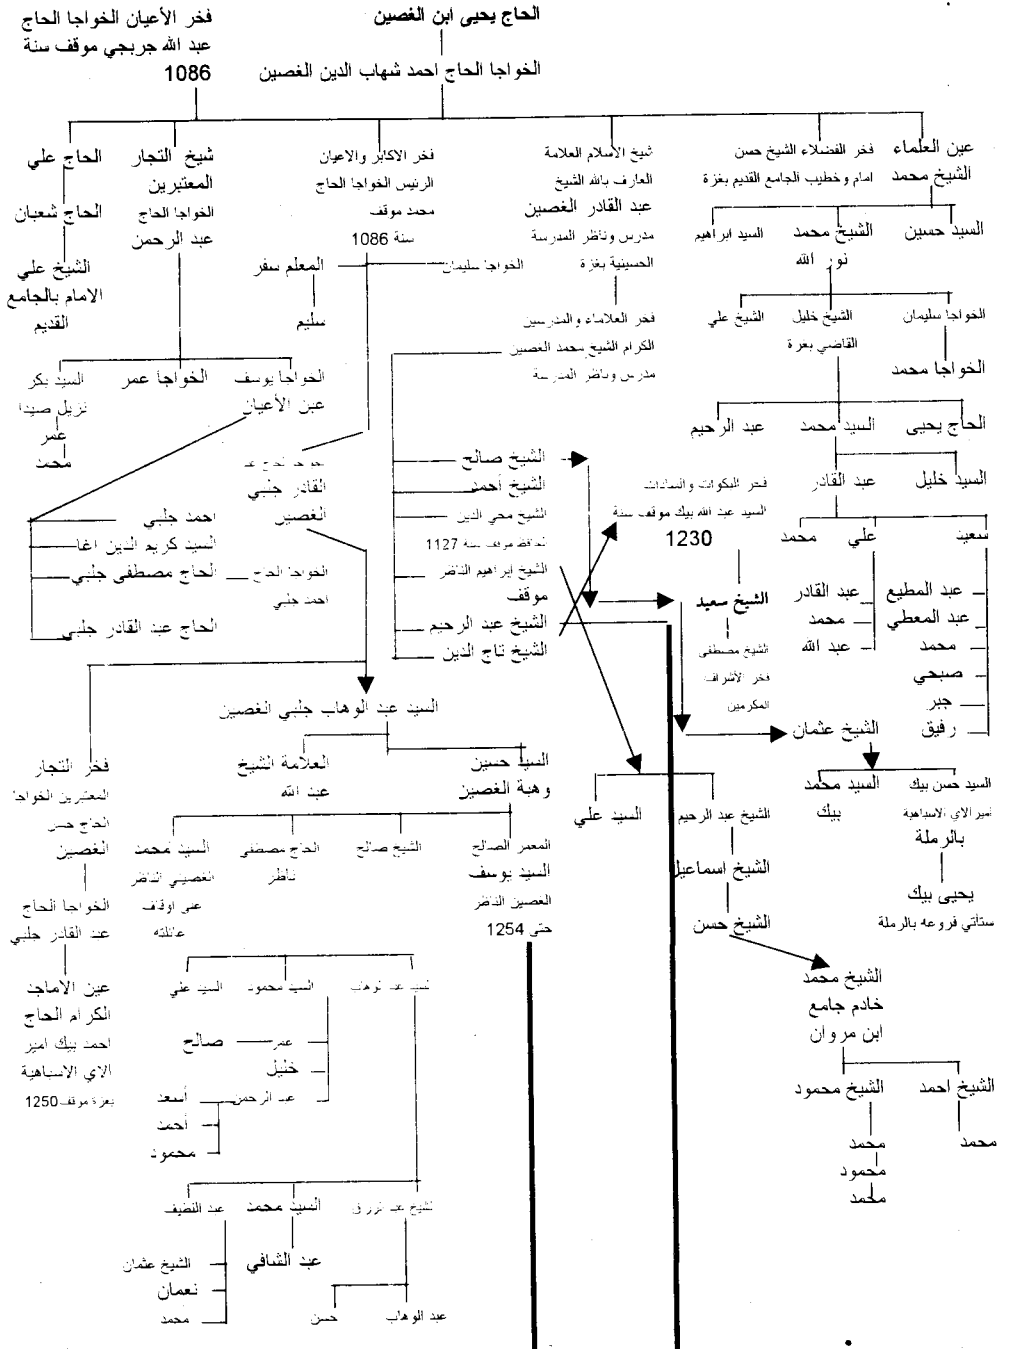 الحاج يحيى ابن الغصين
الخواجا الحاج احمد شهاب الدين الغصين
فخر الأعيان الخواجا الحاج
عبد الله جربجي موقف سنة
1086
عين العلماء
الشيخ محمد
فخر الفضلاء الشيخ حسن
امام وخطيب الجامع القديم بغزة
شيخ الاسلام العلامة
العارف بالله الشيخ
عبد القادر الغصين
مدرس وناظر المدرسة
الحسينية بغزة
فخر الاكابر والاعيان
الرئيس الخواجا الحاج
محمد موقف
سنة 1086
شيخ التجار
المعتبرين
الخواجا الحاج
عبد الرحمن
الحاج علي
الحاج شعبان
الشيخ علي
الامام بالجامع
القديم
السيد حسين
الشيخ محمد
نور الله
السيد ابراهيم
الخواجا سليمان
المعلم سفر
سليم
الخواجا سليمان
الشيخ خليل
القاضي بغزة
الشيخ علي
الخواجا محمد
فخر العلاماء والمدرسين
الكرام الشيخ محمد الغصين
مدرس وناظر المدرسة
الخواجا يوسف
عين الأعيان
الخواجا عمر
السيد بكر
نزيل صيدا
عمر
محمد
الحاج يحيى
السيد محمد
عبد الرحيم
السيد خليل
عبد القادر
سعيد
علي
محمد
عبد المطيع
عبد المعطي
محمد
صبحي
جبر
رفيق
عبد القادر
محمد
عبد الله
فخر البكوات والسادات
السيد عبد الله بيك موقف سنة
1230
الشيخ سعيد
الشيخ مصطفى
فخر الأشراف
المكرمين
الشيخ صالح
الشيخ أحمد
الشيخ محي الدين
الحافظ موقف سنة 1127
الشيخ ابراهيم الناظر
موقف
الشيخ عبد الرحيم
الشيخ تاج الدين
القادر جلبي
الغصين
احمد جلبي
السيد كريم الدين اغا
الحاج مصطفى جلبي
الخواجا الحاج
احمد جلبي
الحاج عبد القادر جلبي
السيد عبد الوهاب جلبي الغصين
الشيخ عثمان
السيد حسن بيك
امير الاي الاسباهية
بالرملة
السيد محمد
بيك
يحيى بيك
ستأتي فروعه بالرملة
السيد حسين
وهبة الغصين
العلامة الشيخ
عبد الله
فخر التجار
المعتبرين الخواجا
الحاج حسن
الغصين
الخواجا الحاج
عبد القادر جلبي
عين الاماجد
الكرام الحاج
احمد بيك امير
الاي الاسباهية
بغزة موقف 1250
الشيخ عبد الرحيم
السيد علي
الشيخ اسماعيل
الشيخ حسن
الشيخ محمد
خادم جامع
ابن مروان
الشيخ احمد
الشيخ محمود
محمد
محمد
محمود
محمد
المعمر الصالح
السيد يوسف
الغصين الناظر
حتى 1254
الشيخ صالح
الحاج مصطفى
ناظر
السيد محمد
الغصيني الناظر
على اوقاف
عائلته
السيد عبد الوهاب
السيد محمود
السيد علي
عمر
صالح
خليل
عبد الرحمن
أسعد
أحمد
محمود
الشيخ عبد الرزاق
السيد محمد
عبد اللطيف
عبد الشافي
الشيخ عثمان
نعمان
محمد
عبد الوهاب
حسن